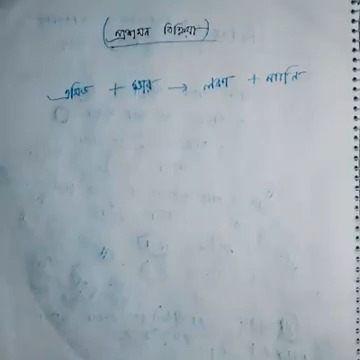 (প্রশমন বিক্রিয়া)
এসিড + ক্ষার → লবণ + পানি